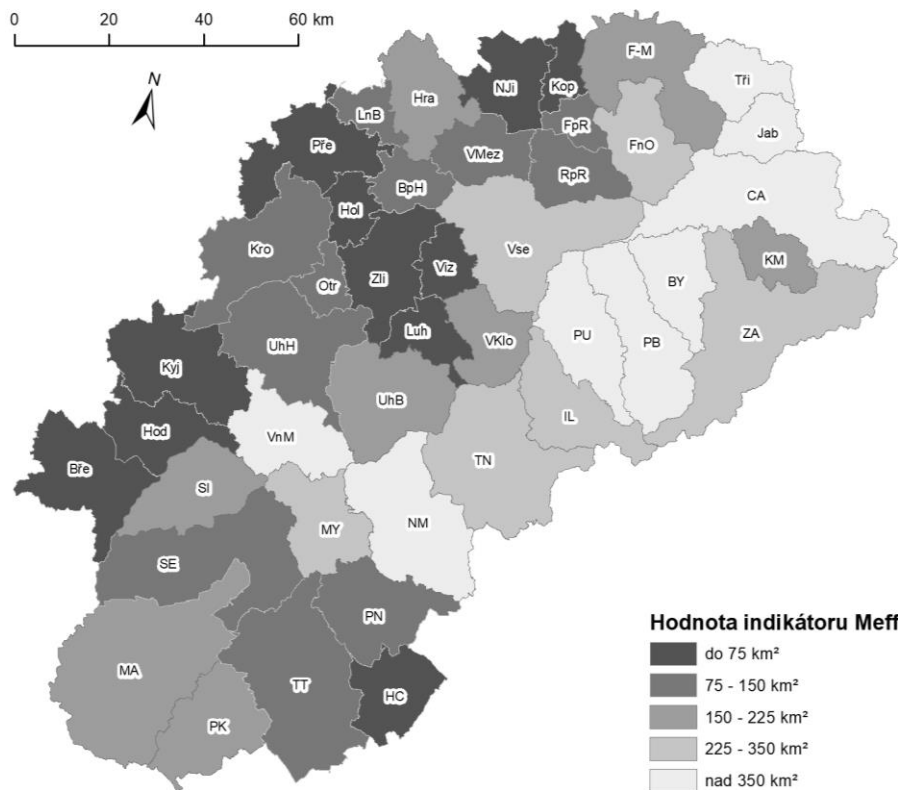 0 20 40 60 km
N
F-M
Tři
NJi
Kop
Hra
LnB
FpR
Jab
Pře
FnO
VMez
RpR
BpH
CA
Hol
Kro
Vse
KM
Viz
Zli
BY
Otr
ZA
Luh
PU
VKlo
PB
UhH
Kyj
UhB
IL
Hod
VnM
TN
Bře
SI
NM
MY
SE
PN
MA
TT
HC
PK
Hodnota indikátoru Meff
do 75 km²
75 - 150 km²
150 - 225 km²
225 - 350 km²
nad 350 km²